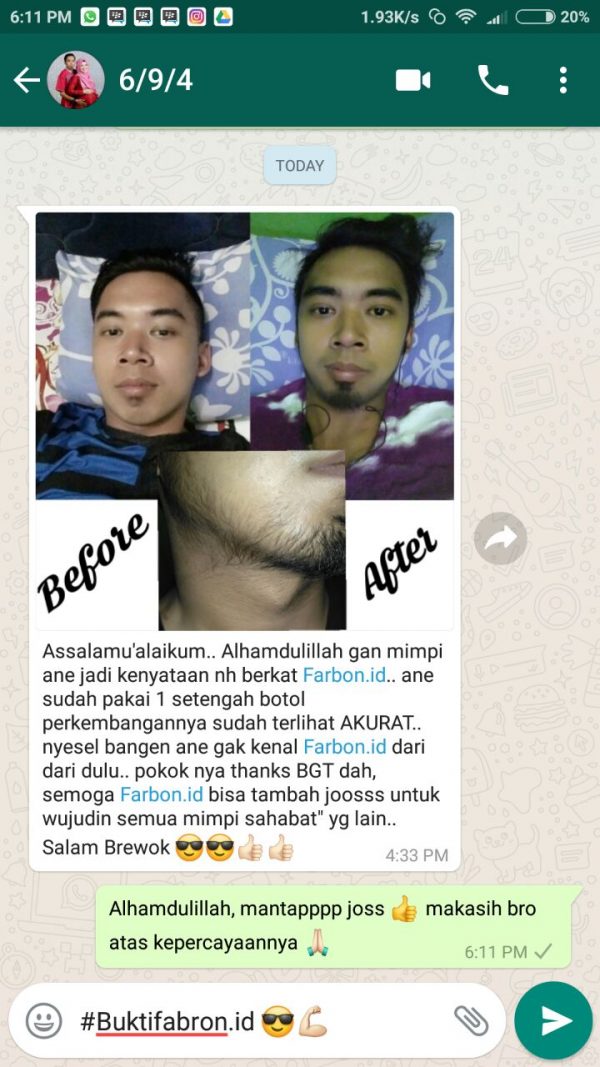 6:11 PM 1.93K/s 20%
6/9/4
TODAY
Before After
Assalamu'alaikum.. Alhamdulillah gan mimpi
ane jadi kenyataan nh berkat Farbon.id.. ane
sudah pakai 1 setengah botol
perkembangannya sudah terlihat AKURAT..
nyesel bangen ane gak kenal Farbon.id dari
dari dulu.. pokok nya thanks BGT dah,
semoga Farbon.id bisa tambah joosss untuk
wujudin semua mimpi sahabat" yg lain..
Salam Brewok 😎😎👍🏻👍🏻
4:33 PM
Alhamdulillah, mantapppp joss 👍 makasih bro
atas kepercayaannya 🙏🏻
6:11 PM
#Buktifabron.id 😎💪🏻